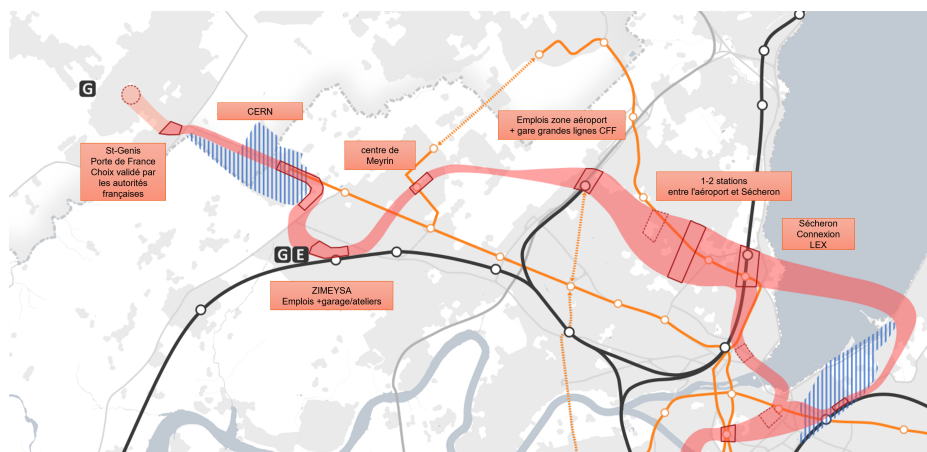 G
CERN
St-Genis
Porte de France
Choix validé par
les autorités
françaises
centre de
Meyrin
Emplois zone aéroport
+ gare grandes lignes CFF
1-2 stations
entre l'aéroport et Sécheron
Sécheron
Connexion
LEX
G E
ZIMEYSA
Emplois +garage/ateliers